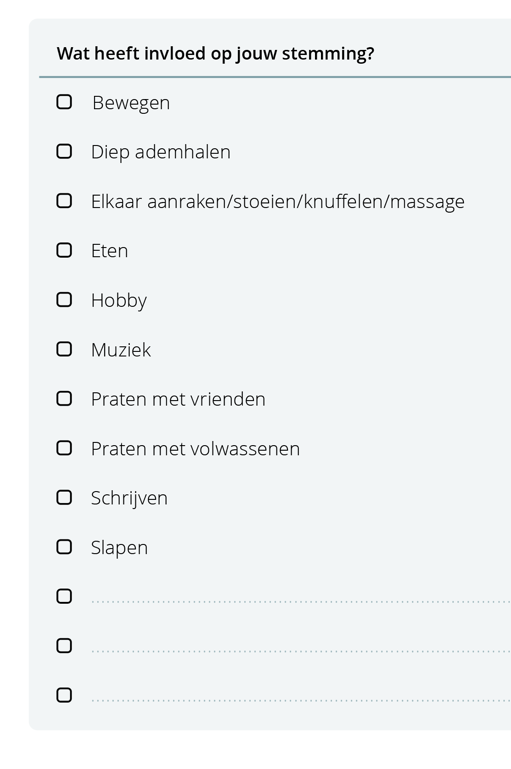 Wat heeft invloed op jouw stemming?
Bewegen
Diep ademhalen
Elkaar aanraken/stoeien/knuffelen/massage
Eten
Hobby
Muziek
Praten met vrienden
Praten met volwassenen
Schrijven
Slapen